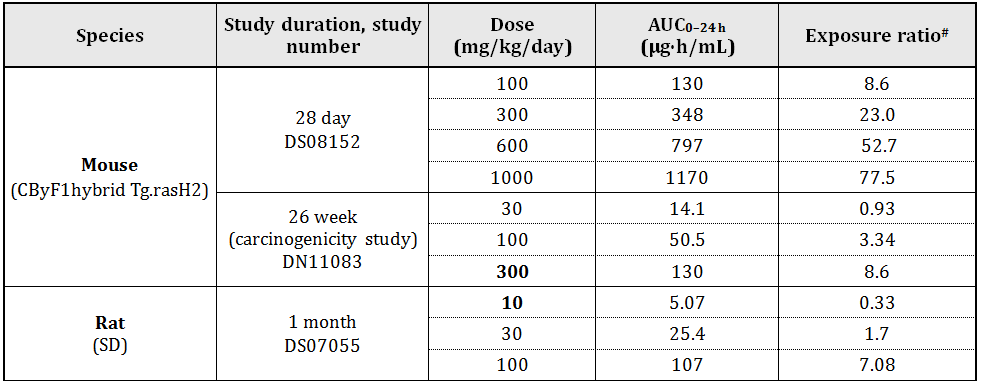 Species Study duration, study number Dose (mg/kg/day) AUC0–24 h (µg·h/mL) Exposure ratio#
Mouse (CByF1hybrid Tg.rasH2) 28 day DS08152 100 130 8.6
300 348 23.0
600 797 52.7
1000 1170 77.5
26 week (carcinogenicity study) DN11083 30 14.1 0.93
100 50.5 3.34
300 130 8.6
Rat (SD) 1 month DS07055 10 5.07 0.33
30 25.4 1.7
100 107 7.08